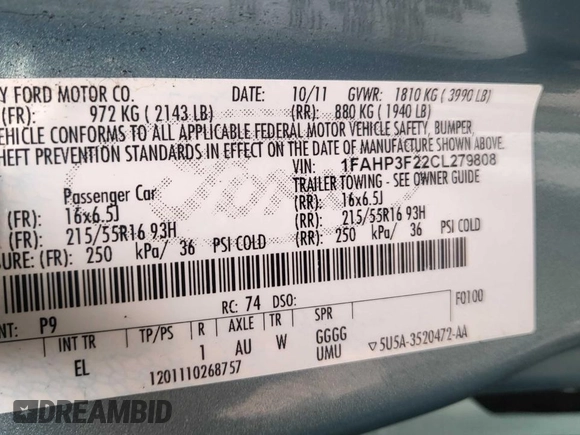 Y FORD MOTOR CO. DATE: 10/11 GVWR: 1810 KG ( 3990 LB)
(FR): 972 KG ( 2143 LB) (RR): 880 KG ( 1940 LB)
VEHICLE CONFORMS TO ALL APPLICABLE FEDERAL MOTOR VEHICLE SAFETY, BUMPER,
HEFT PREVENTION STANDARDS IN EFFECT ON THE DATE OF MANUFACTURE SHOWN ABOVE.
VIN: 1FAHP3F22CL279808
Passenger Car TRAILER TOWING - SEE OWNER GUIDE
(FR): 16x6.5J (RR): 16x6.5J
(FR): 215/55R16 93H (RR): 215/55R16 93H
SURE: (FR): 250 kPa/ 36 PSI COLD (RR): 250 kPa/ 36 PSI COLD
RC: 74 DSO: F0100
NT: P9
INT TR TP/PS R AXLE TR SPR
EL 1 AU W GGGG
UMU
1201110268757
5U5A-3520472-AA
DREAMBID